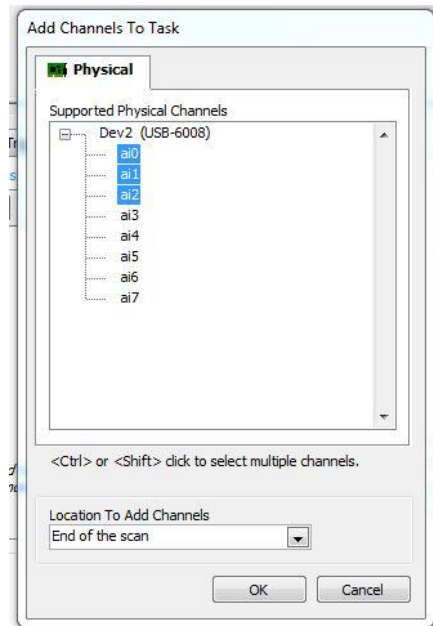 Add Channels To Task
Physical
Supported Physical Channels
Dev2 (USB-6008)
ai0
ai1
ai2
ai3
ai4
ai5
ai6
ai7
<Ctrl> or <Shift> click to select multiple channels.
Location To Add Channels
End of the scan
OK
Cancel